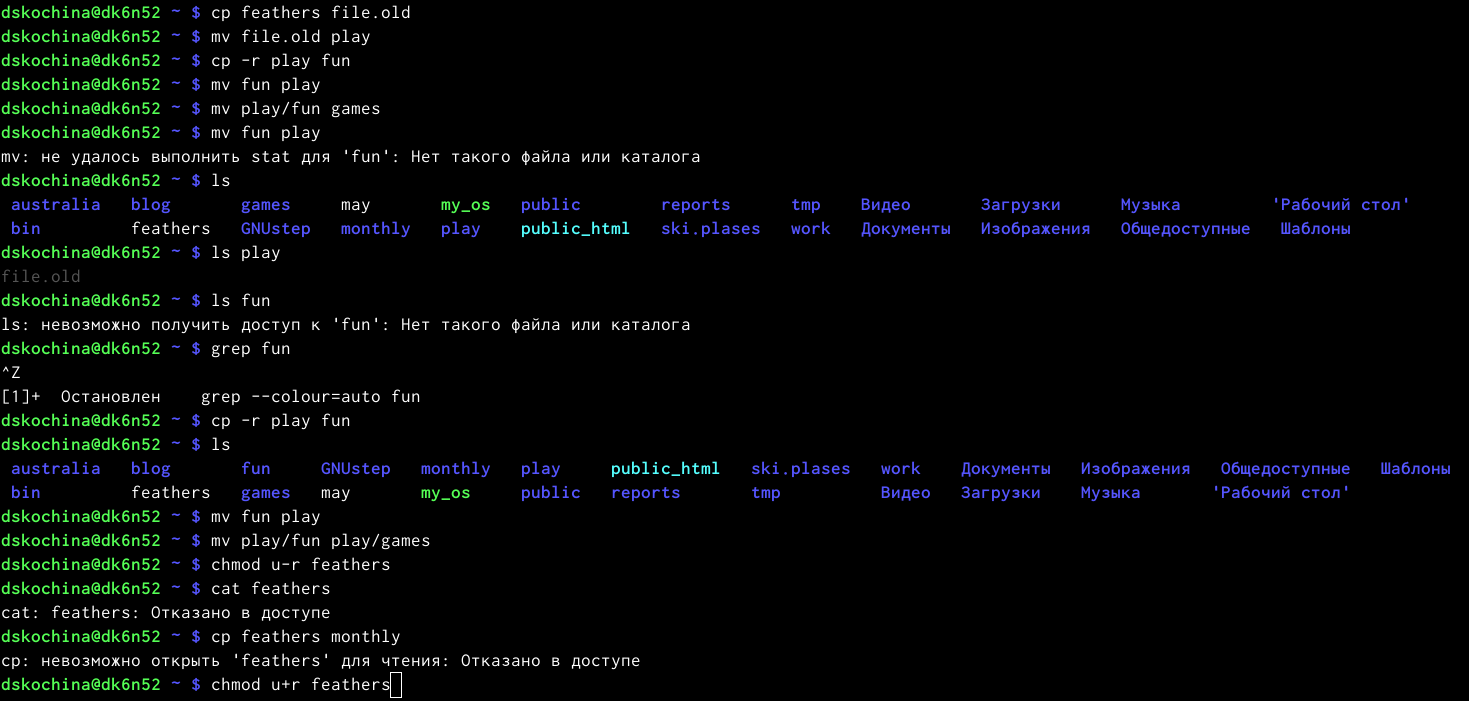 dskochina@dk6n52 ~ $ cp feathers file.old
dskochina@dk6n52 ~ $ mv file.old play
dskochina@dk6n52 ~ $ cp -r play fun
dskochina@dk6n52 ~ $ mv fun play
dskochina@dk6n52 ~ $ mv play/fun games
dskochina@dk6n52 ~ $ mv fun play
mv: не удалось выполнить stat для 'fun': Нет такого файла или каталога
dskochina@dk6n52 ~ $ ls
australia blog games may my_os public reports tmp Видео Загрузки Музыка 'Рабочий стол'
bin feathers GNUstep monthly play public_html ski.plases work Документы Изображения Общедоступные Шаблоны
dskochina@dk6n52 ~ $ ls play
file.old
dskochina@dk6n52 ~ $ ls fun
ls: невозможно получить доступ к 'fun': Нет такого файла или каталога
dskochina@dk6n52 ~ $ grep fun
^Z
[1]+ Остановлен grep --colour=auto fun
dskochina@dk6n52 ~ $ cp -r play fun
dskochina@dk6n52 ~ $ ls
australia blog fun GNUstep monthly play public_html ski.plases work Документы Изображения Общедоступные Шаблоны
bin feathers games may my_os public reports tmp Видео Загрузки Музыка 'Рабочий стол'
dskochina@dk6n52 ~ $ mv fun play
dskochina@dk6n52 ~ $ mv play/fun play/games
dskochina@dk6n52 ~ $ chmod u-r feathers
dskochina@dk6n52 ~ $ cat feathers
cat: feathers: Отказано в доступе
dskochina@dk6n52 ~ $ cp feathers monthly
cp: невозможно открыть 'feathers' для чтения: Отказано в доступе
dskochina@dk6n52 ~ $ chmod u+r feathers